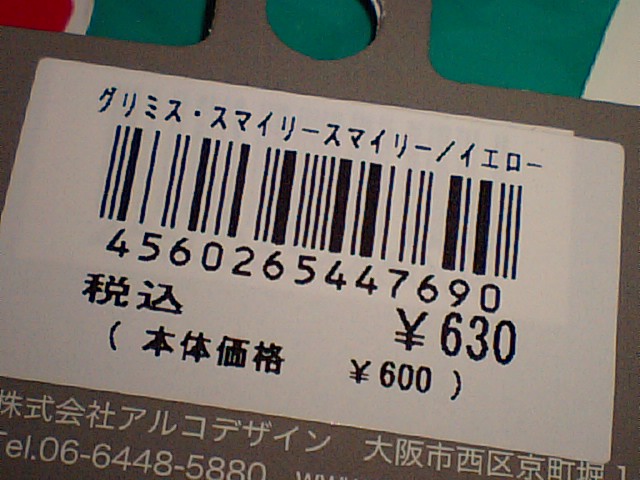 グリミス・スマイリースマイリー／イエロー
4560265447690
税込 ￥630
( 本体価格 ￥600 )
株式会社アルコデザイン 大阪市西区京町堀1
Tel.06-6448-5880